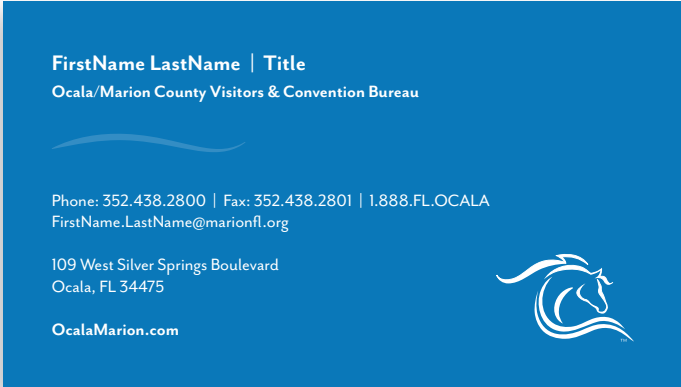 FirstName LastName | Title
Ocala/Marion County Visitors & Convention Bureau
Phone: 352.438.2800 | Fax: 352.438.2801 | 1.888.FL.OCALA
FirstName.LastName@marionfl.org
109 West Silver Springs Boulevard
Ocala, FL 34475
OcalaMarion.com
TM